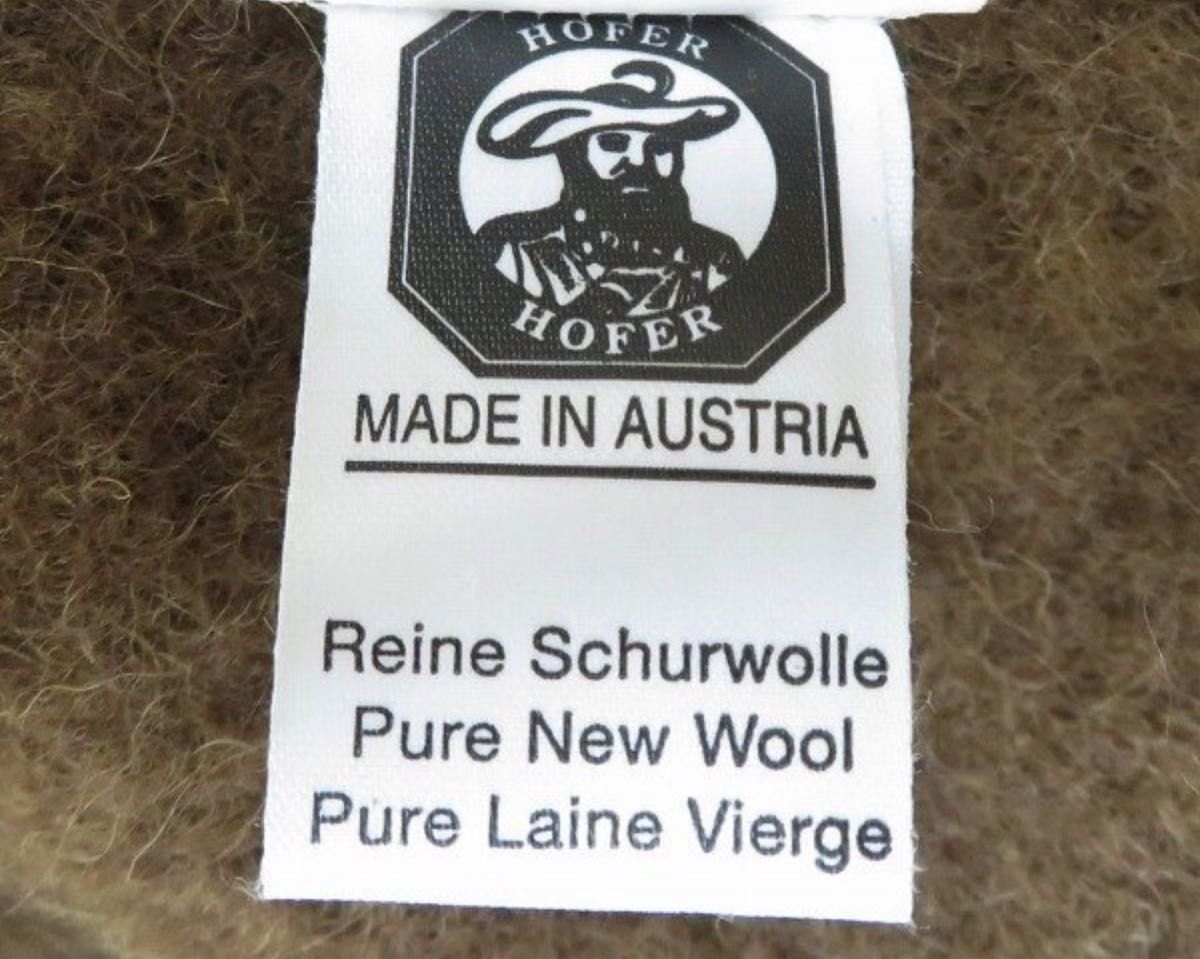 HOFER
HOFER
MADE IN AUSTRIA
Reine Schurwolle
Pure New Wool
Pure Laine Vierge